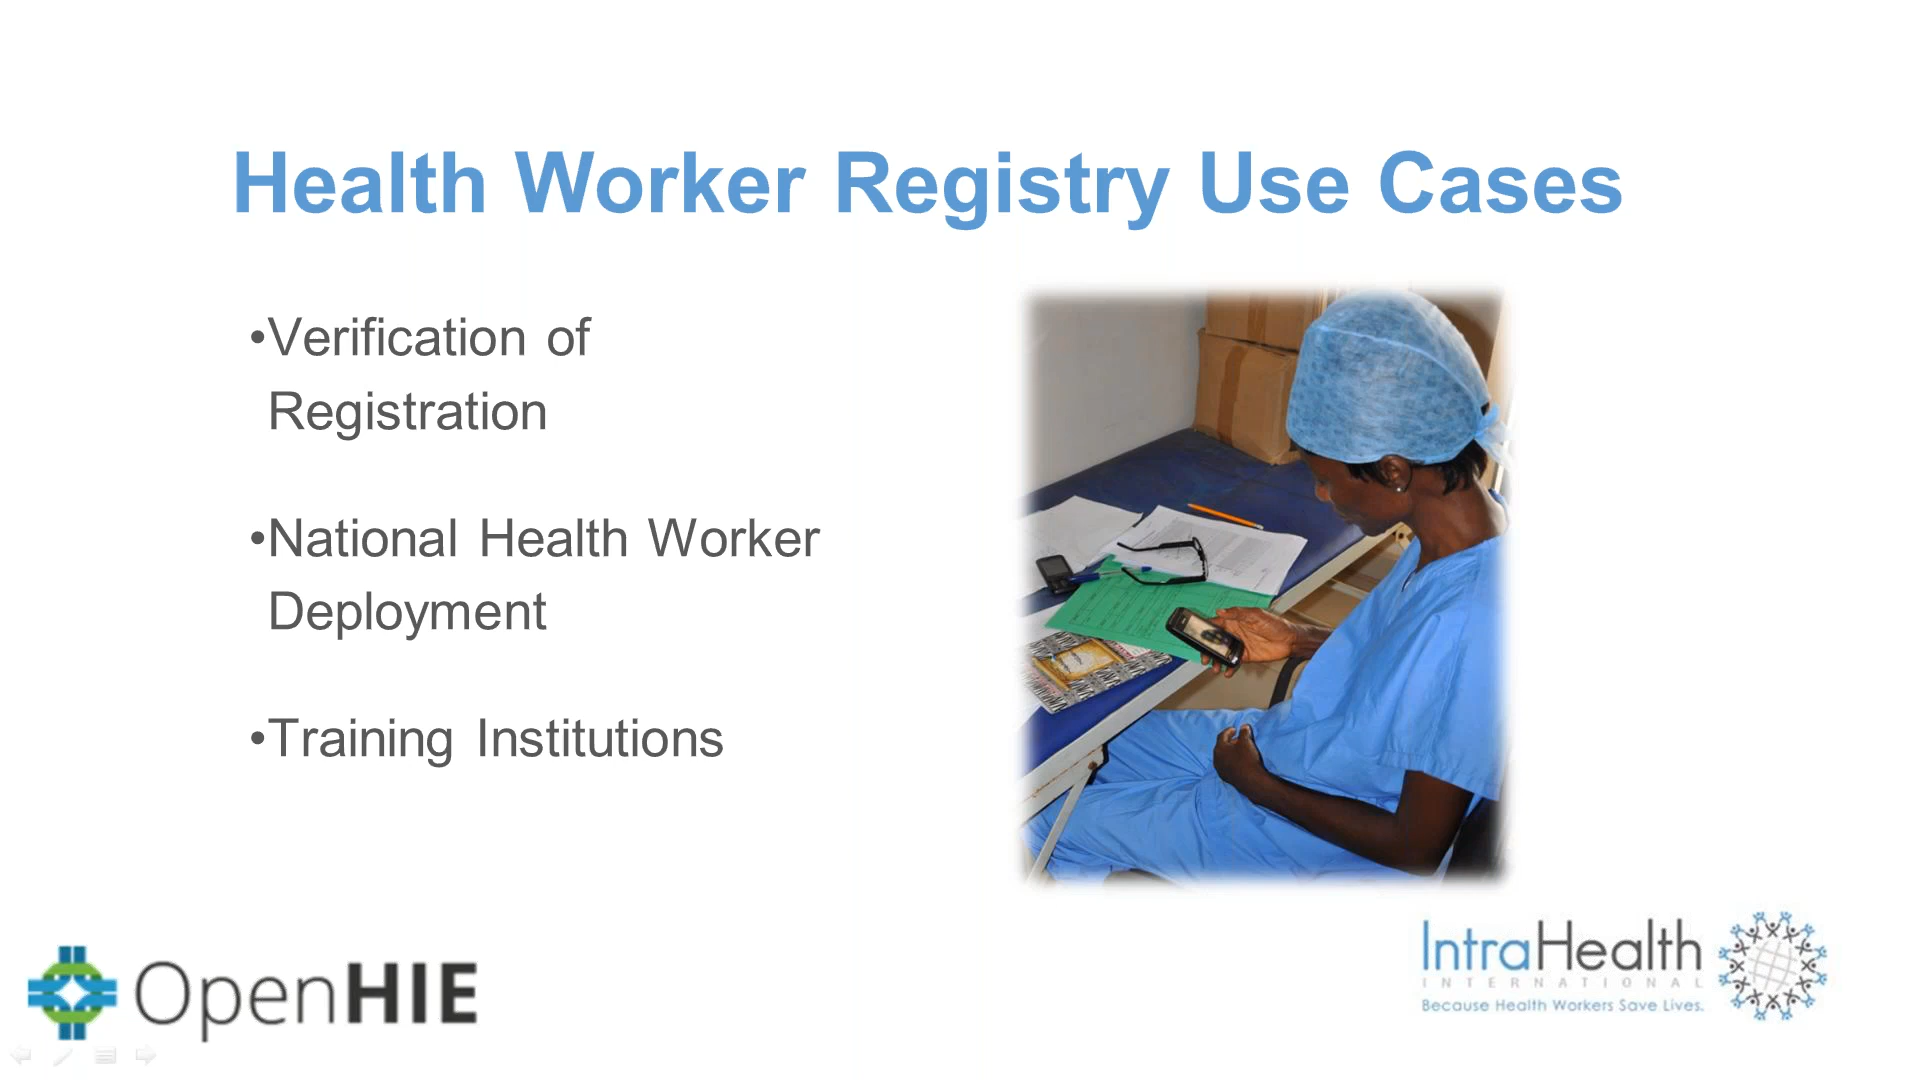 Health Worker Registry Use Cases
•Verification of
Registration
•National Health Worker
Deployment
•Training Institutions
OpenHIE
IntraHealth
INTERNATIONAL
Because Health Workers Save Lives.